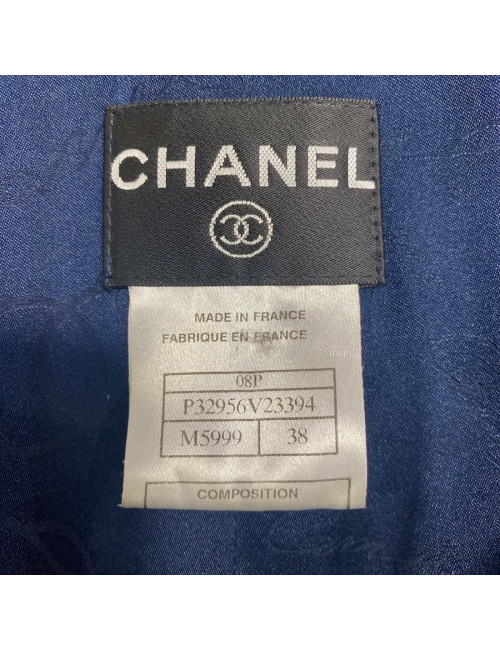 CHANEL
MADE IN FRANCE
FABRIQUE EN FRANCE
08P
P32956V23394
M5999 38
COMPOSITION